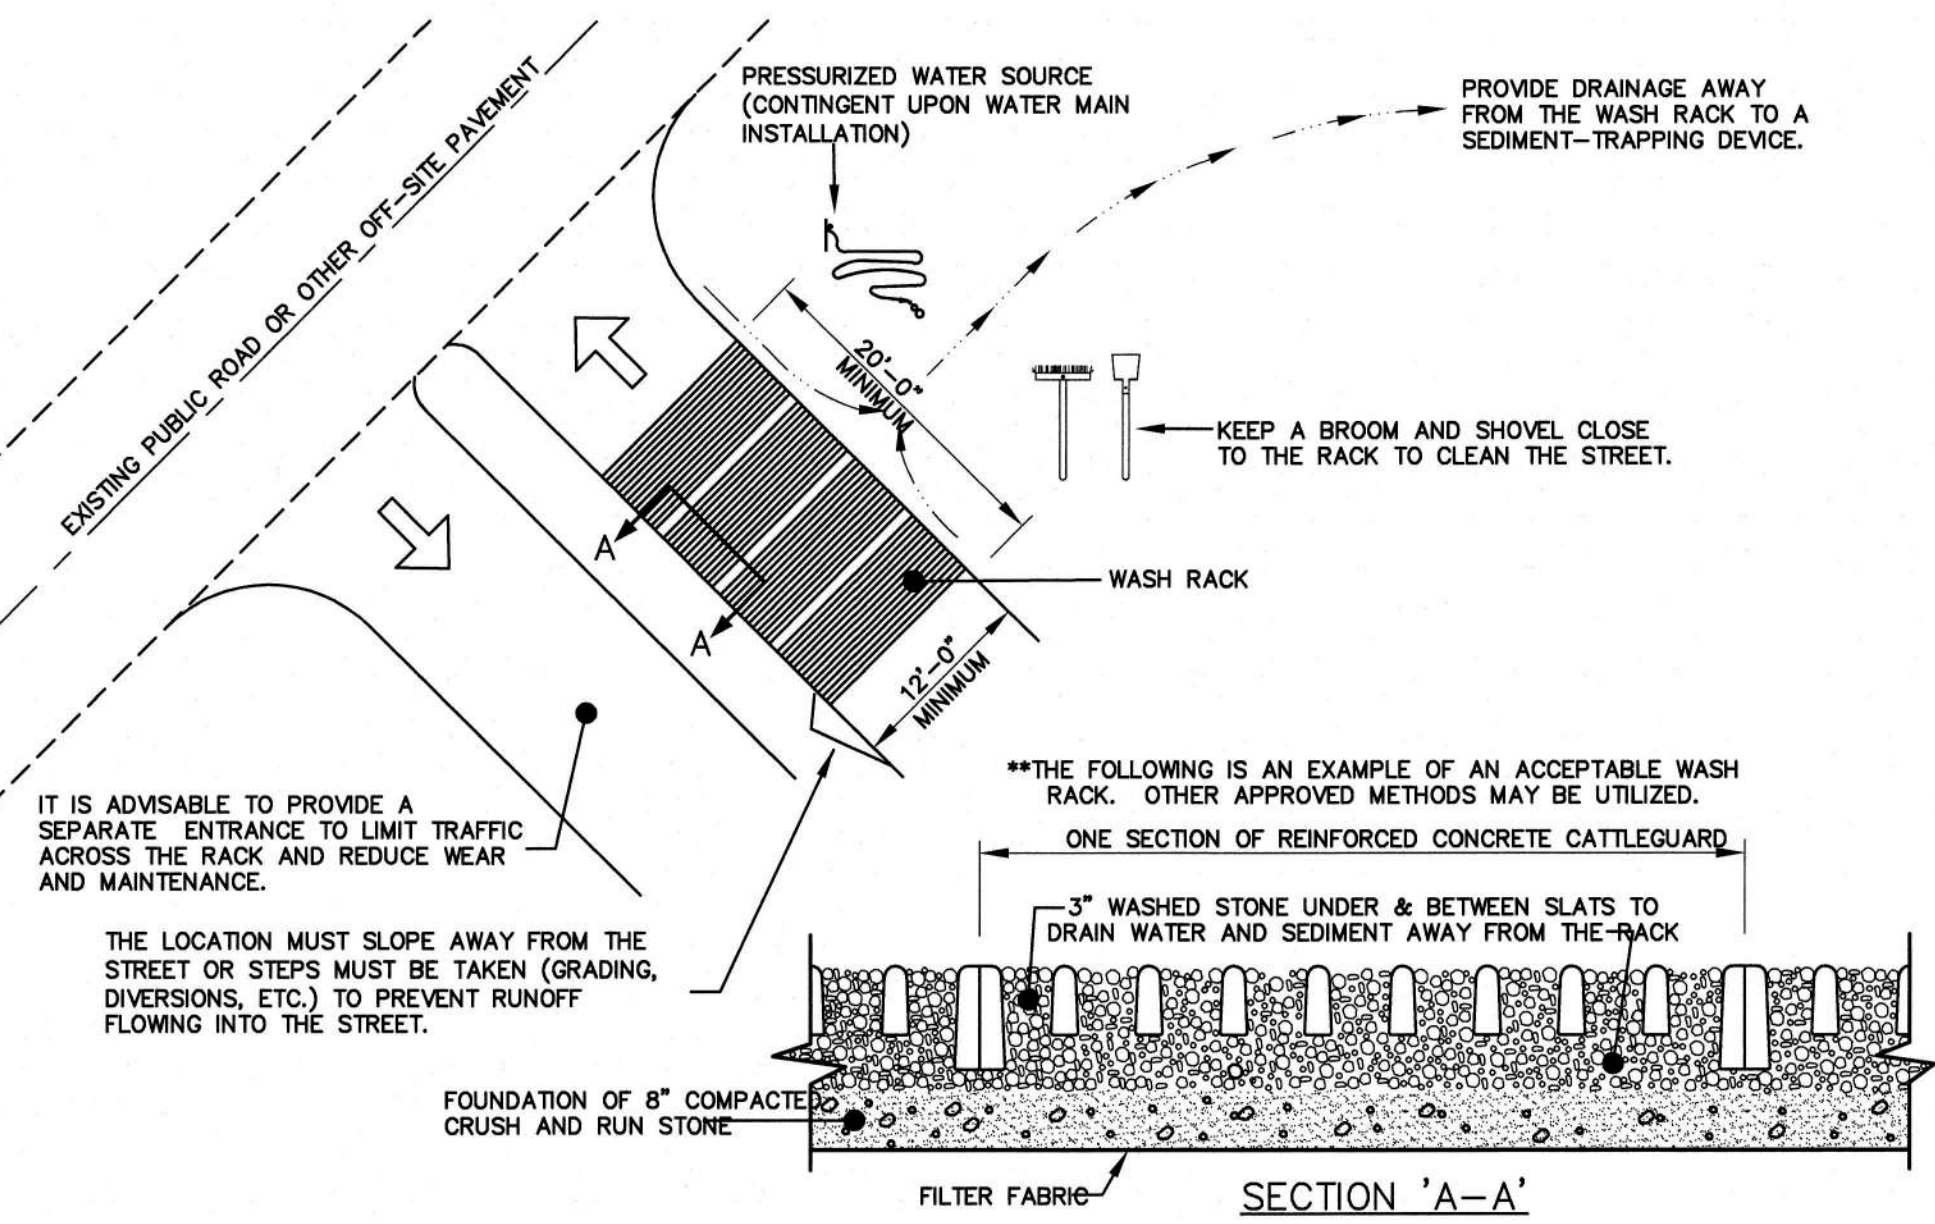 PRESSURIZED WATER SOURCE
(CONTINGENT UPON WATER MAIN
INSTALLATION)
PROVIDE DRAINAGE AWAY
FROM THE WASH RACK TO A
SEDIMENT-TRAPPING DEVICE.
EXISTING PUBLIC ROAD OR OTHER OFF-SITE PAVEMENT
20'-0"
MINIMUM
KEEP A BROOM AND SHOVEL CLOSE
TO THE RACK TO CLEAN THE STREET.
A
A
WASH RACK
12'-0"
MINIMUM
IT IS ADVISABLE TO PROVIDE A
SEPARATE ENTRANCE TO LIMIT TRAFFIC
ACROSS THE RACK AND REDUCE WEAR
AND MAINTENANCE.
THE LOCATION MUST SLOPE AWAY FROM THE
STREET OR STEPS MUST BE TAKEN (GRADING,
DIVERSIONS, ETC.) TO PREVENT RUNOFF
FLOWING INTO THE STREET.
**THE FOLLOWING IS AN EXAMPLE OF AN ACCEPTABLE WASH
RACK. OTHER APPROVED METHODS MAY BE UTILIZED.
ONE SECTION OF REINFORCED CONCRETE CATTLEGUARD
3" WASHED STONE UNDER & BETWEEN SLATS TO
DRAIN WATER AND SEDIMENT AWAY FROM THE RACK
FOUNDATION OF 8" COMPACTED
CRUSH AND RUN STONE
FILTER FABRIC
SECTION 'A-A'